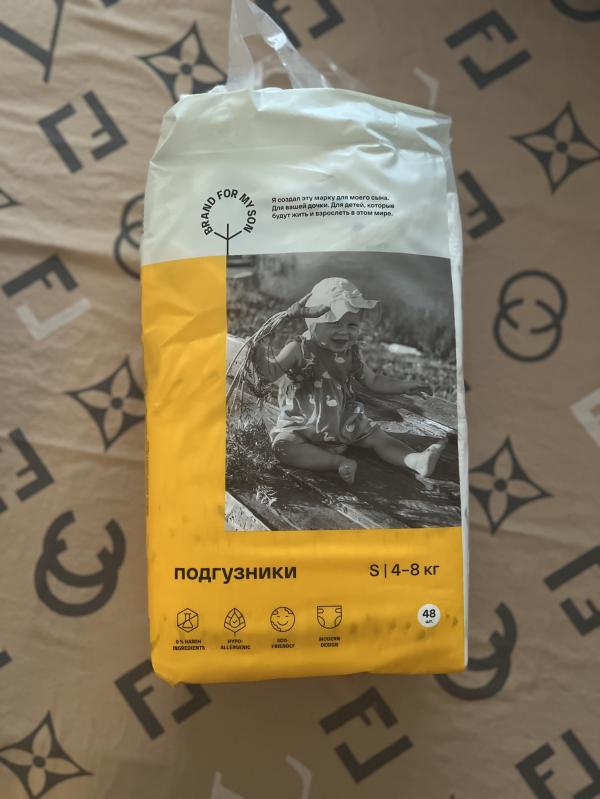 BRAND FOR MY SON
Я создал эту марку для моего сына.
Для вашей дочки. Для детей, которые
будут жить и взрослеть в этом мире.
подгузники
S | 4–8 кг
48
шт.
0 % HARSH
INGREDIENTS
HYPO-
ALLERGENIC
ECO-
FRIENDLY
MODERN
DESIGN